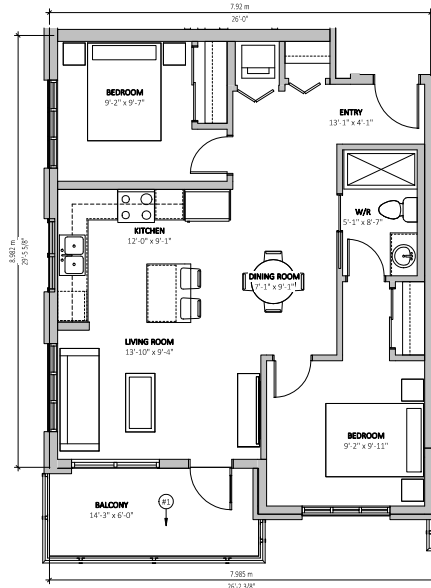 7.92 m
26'-0"
BEDROOM
9'-2" x 9'-7"
ENTRY
13'-1" x 4'-1"
W/R
5'-1" x 8'-7"
KITCHEN
12'-0" x 9'-1"
8.982 m
29'-5 5/8"
DINING ROOM
7'-1" x 9'-1"
LIVING ROOM
13'-10" x 9'-4"
BEDROOM
9'-2" x 9'-11"
BALCONY
14'-3" x 6'-0"
#1
7.985 m
26'-2 3/8"